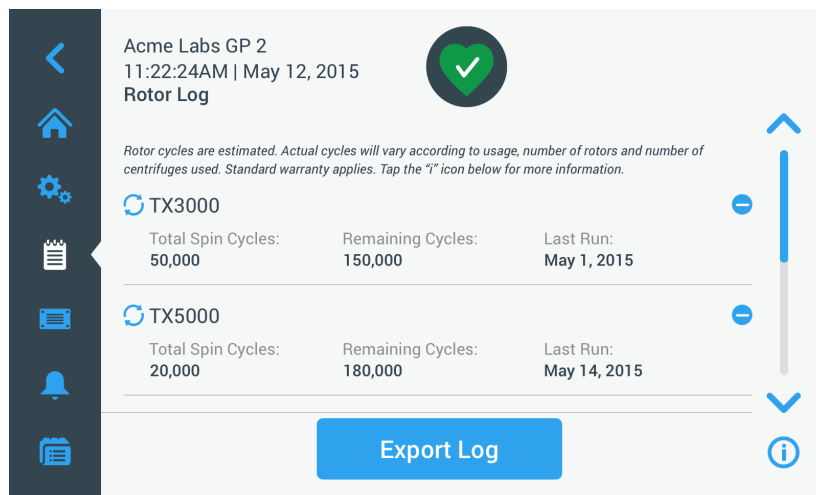 Acme Labs GP 2
11:22:24AM | May 12, 2015
Rotor Log
Rotor cycles are estimated. Actual cycles will vary according to usage, number of rotors and number of
centrifuges used. Standard warranty applies. Tap the “i” icon below for more information.
TX3000
Total Spin Cycles: Remaining Cycles: Last Run:
50,000 150,000 May 1, 2015
TX5000
Total Spin Cycles: Remaining Cycles: Last Run:
20,000 180,000 May 14, 2015
Export Log